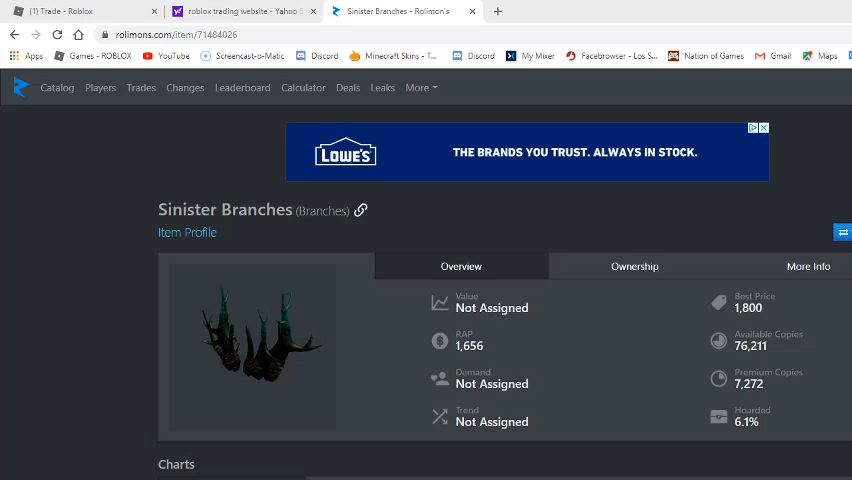 (1) Trade - Roblox
roblox trading website - Yahoo S
Sinister Branches - Rolimon's
rolimons.com/item/71484026
Apps
Games - ROBLOX
YouTube
Screencast-o-Matic
Discord
Minecraft Skins - T...
Discord
My Mixer
Facebrowser - Los S...
Nation of Games
Gmail
Maps
Catalog
Players
Trades
Changes
Leaderboard
Calculator
Deals
Leaks
More
LOWE'S
THE BRANDS YOU TRUST. ALWAYS IN STOCK.
Sinister Branches (Branches)
Item Profile
Overview
Ownership
More Info
Value
Not Assigned
Best Price
1,800
RAP
1,656
Available Copies
76,211
Demand
Not Assigned
Premium Copies
7,272
Trend
Not Assigned
Hoarded
6.1%
Charts